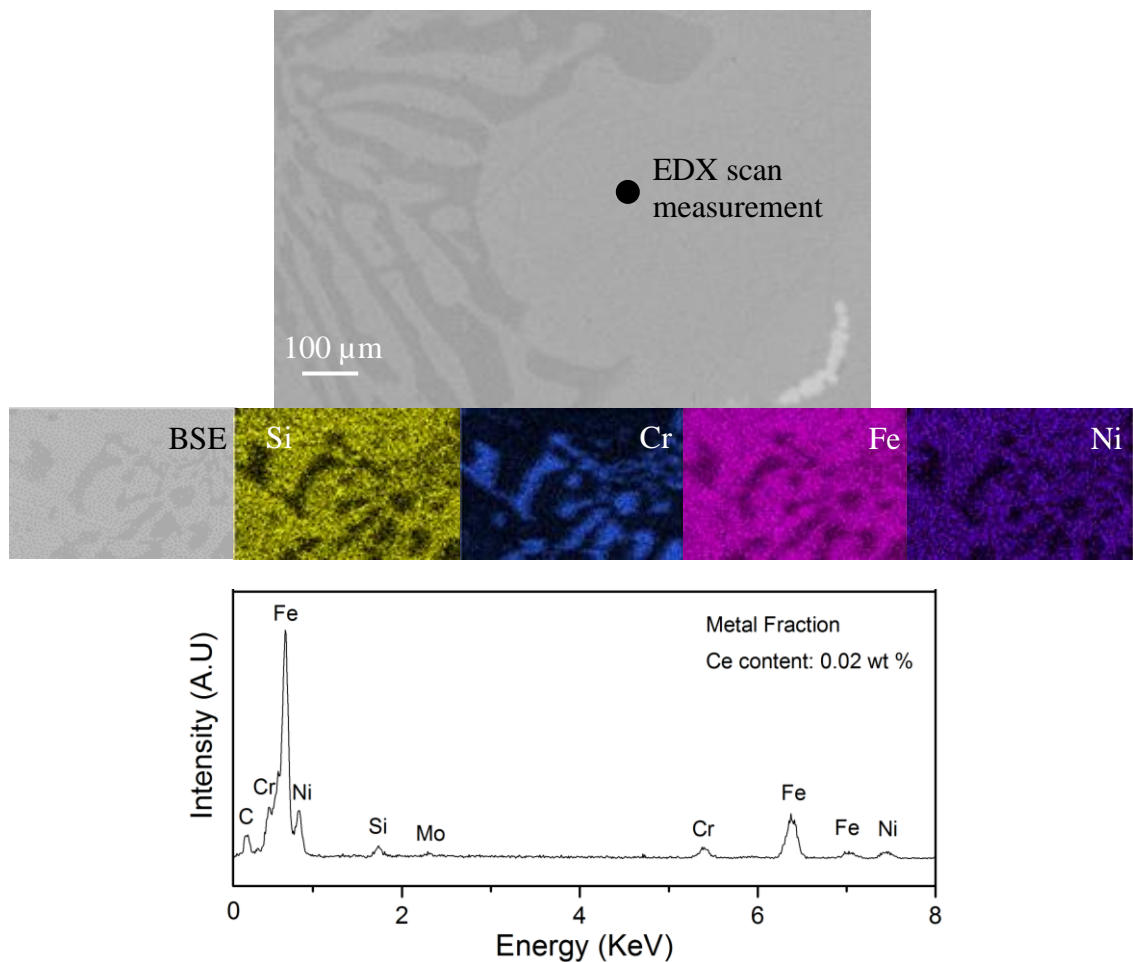 EDX scan
measurement
100 µm
BSE
Si
Cr
Fe
Ni
Fe
Metal Fraction
Ce content: 0.02 wt %
Cr
Ni
C
Si
Mo
Cr
Fe
Fe
Ni
Intensity (A.U)
0 2 4 6 8
Energy (KeV)